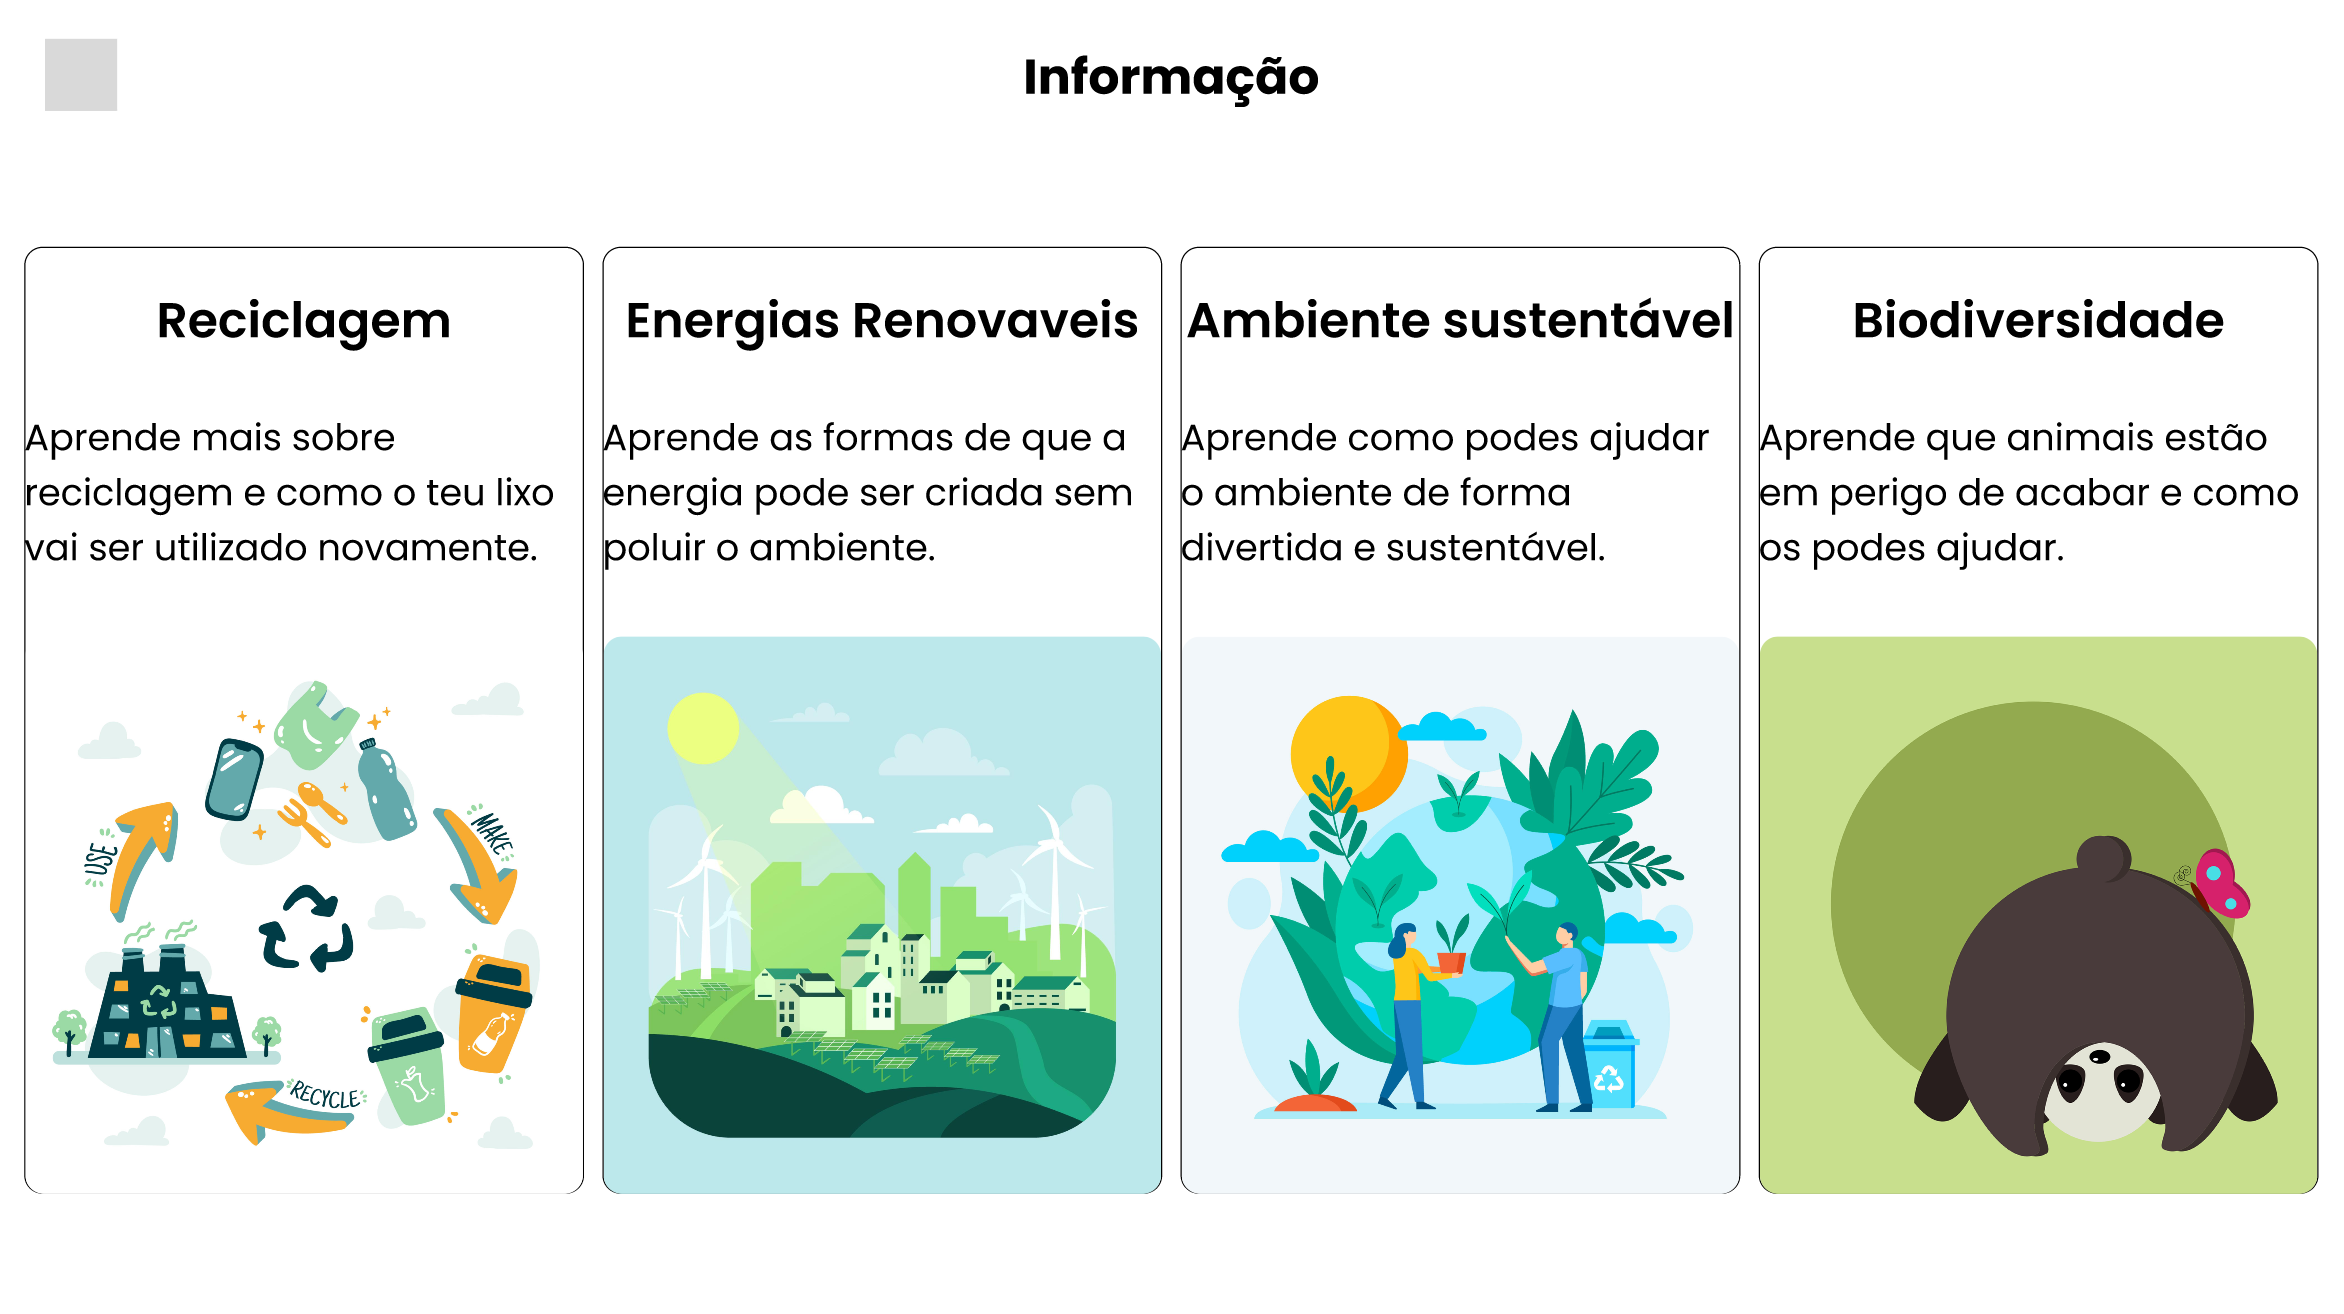 Informação
Reciclagem
Aprende mais sobre
reciclagem e como o teu lixo
vai ser utilizado novamente.
USE
MAKE
RECYCLE
Energias Renovaveis
Aprende as formas de que a
energia pode ser criada sem
poluir o ambiente.
Ambiente sustentável
Aprende como podes ajudar
o ambiente de forma
divertida e sustentável.
Biodiversidade
Aprende que animais estão
em perigo de acabar e como
os podes ajudar.